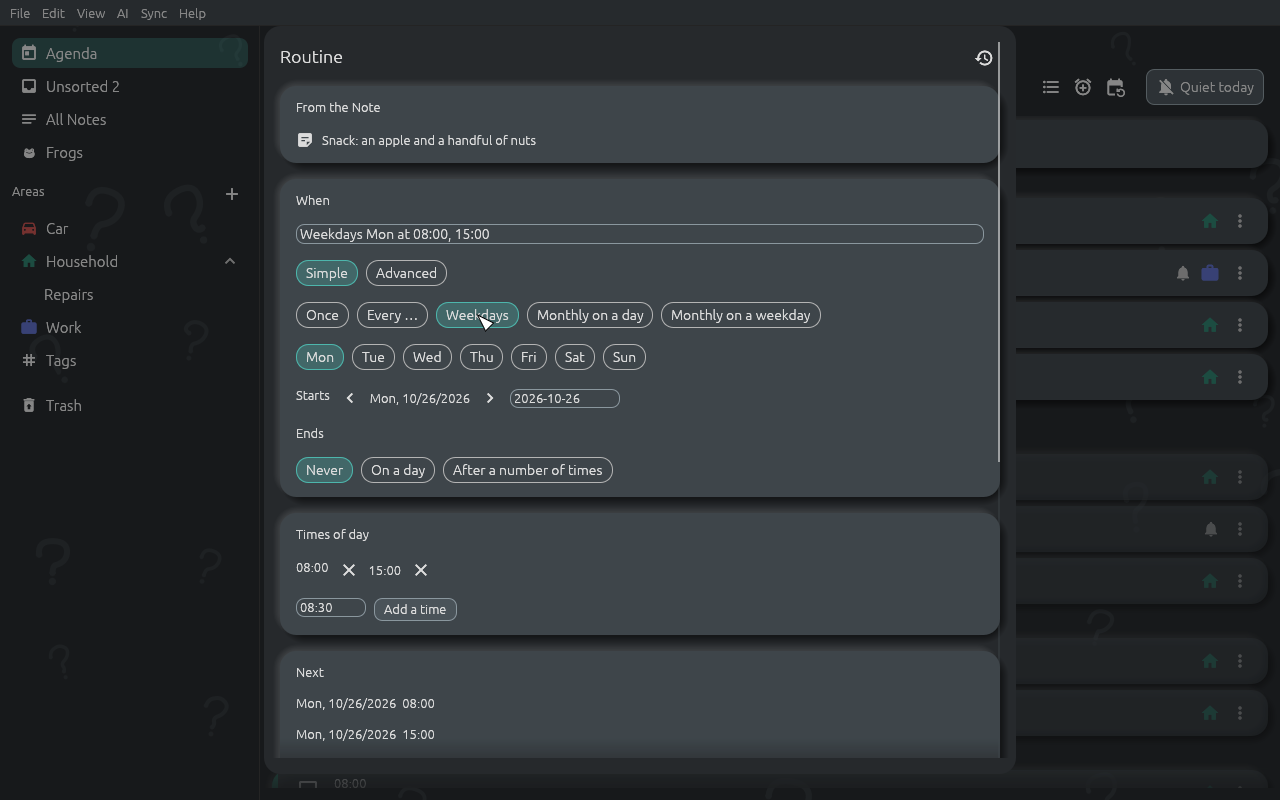 File Edit View AI Sync Help
Agenda
Unsorted 2
All Notes
Frogs
Areas
Car
Household
Repairs
Work
Tags
Trash
Quiet today
Routine
From the Note
Snack: an apple and a handful of nuts
When
Weekdays Mon at 08:00, 15:00
Simple Advanced
Once Every ... Weekdays Monthly on a day Monthly on a weekday
Mon Tue Wed Thu Fri Sat Sun
Starts Mon, 10/26/2026 2026-10-26
Ends
Never On a day After a number of times
Times of day
08:00 15:00
08:30 Add a time
Next
Mon, 10/26/2026 08:00
Mon, 10/26/2026 15:00
08:00